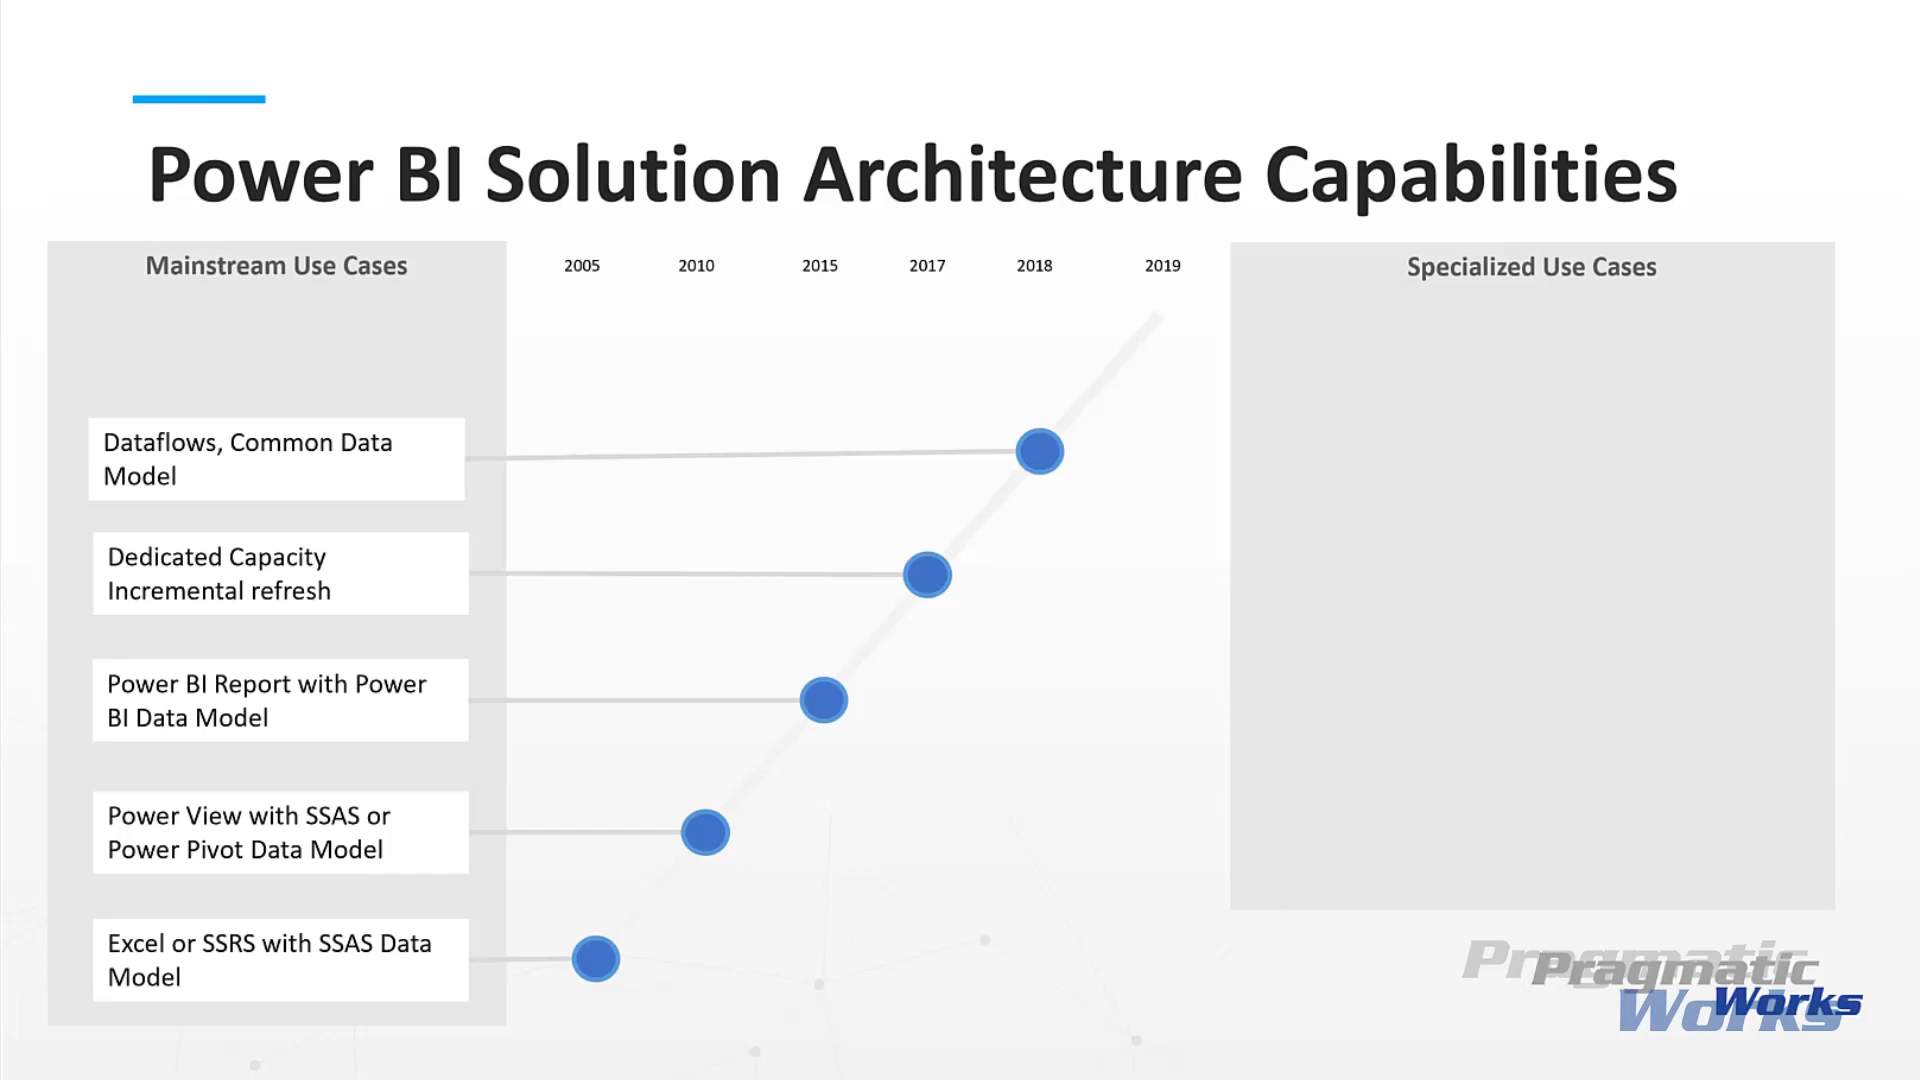 Power BI Solution Architecture Capabilities
Mainstream Use Cases
2005 2010 2015 2017 2018 2019
Specialized Use Cases
Dataflows, Common Data
Model
Dedicated Capacity
Incremental refresh
Power BI Report with Power
BI Data Model
Power View with SSAS or
Power Pivot Data Model
Excel or SSRS with SSAS Data
Model
Pragmatic
Works
Pragmatic
Works